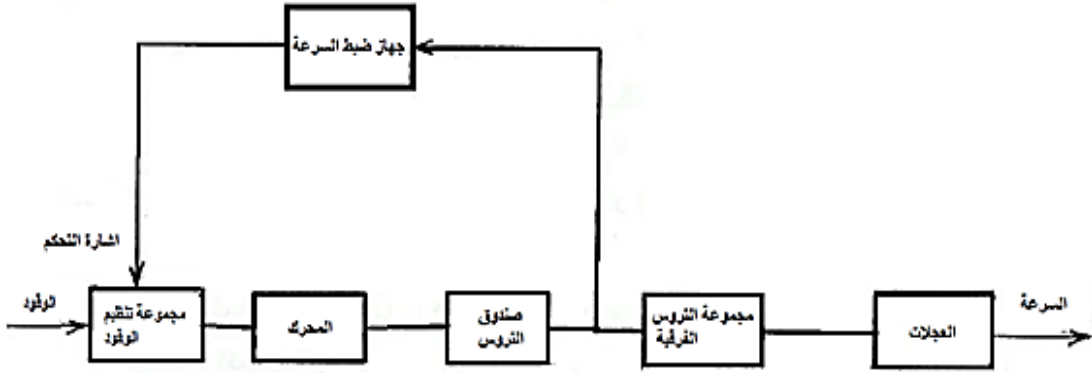 جهاز ضبط السرعة
اشارة التحكم
الوقود
مجموعة تنظيم
الوقود
المحرك
صندوق
التروس
مجموعة التروس
الفرقية
العجلات
السرعة